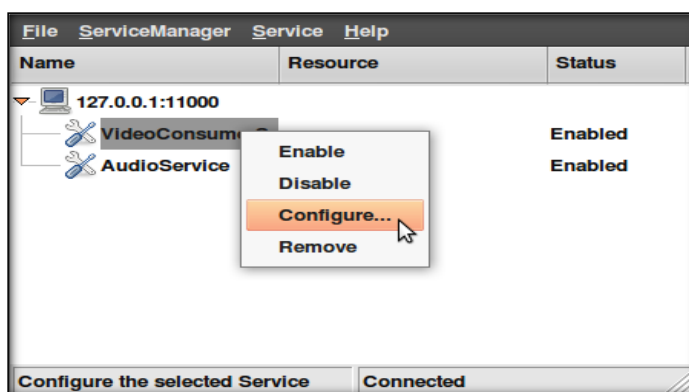 File ServiceManager Service Help
Name Resource Status
127.0.0.1:11000
Enabled
AudioService Enabled
Enable
Disable
Configure...
Remove
Configure the selected Service Connected